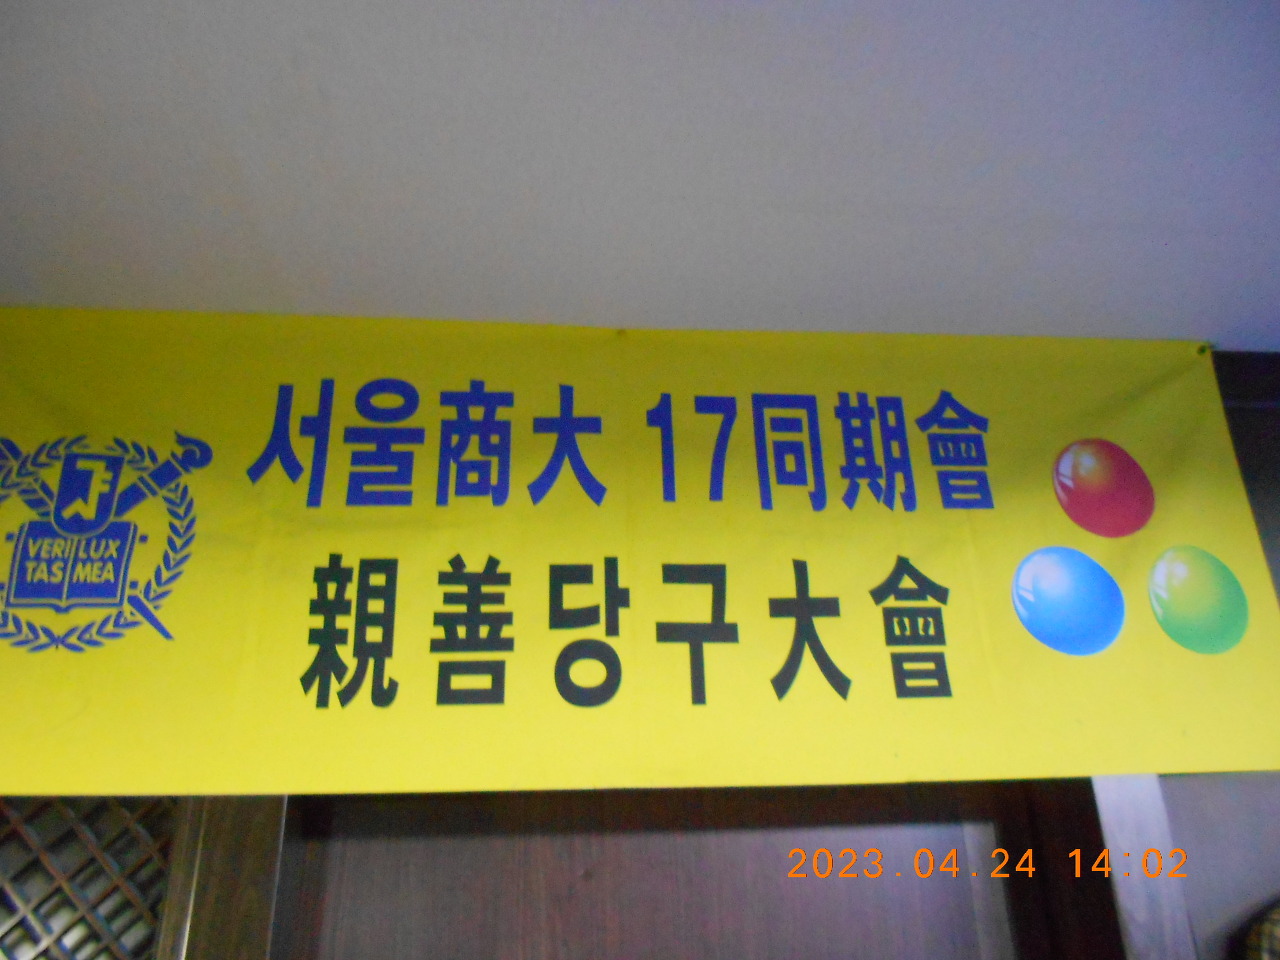 서울商大 17同期會
親善당구대會
VERI LUX
TAS MEA
2023.04.24 14:02